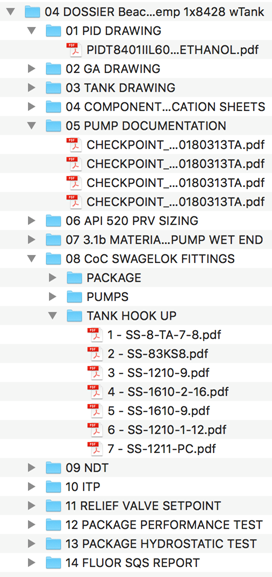 04 DOSSIER Beac...emp 1x8428 wTank
01 PID DRAWING
PIDT8401IIL60...ETHANOL.pdf
02 GA DRAWING
03 TANK DRAWING
04 COMPONENT...CATION SHEETS
05 PUMP DOCUMENTATION
CHECKPOINT_...0180313TA.pdf
CHECKPOINT_...0180313TA.pdf
CHECKPOINT_...0180313TA.pdf
CHECKPOINT_...0180313TA.pdf
06 API 520 PRV SIZING
07 3.1b MATERIA...PUMP WET END
08 CoC SWAGELOK FITTINGS
PACKAGE
PUMPS
TANK HOOK UP
1 - SS-8-TA-7-8.pdf
2 - SS-83KS8.pdf
3 - SS-1210-9.pdf
4 - SS-1610-2-16.pdf
5 - SS-1610-9.pdf
6 - SS-1210-1-12.pdf
7 - SS-1211-PC.pdf
09 NDT
10 ITP
11 RELIEF VALVE SETPOINT
12 PACKAGE PERFORMANCE TEST
13 PACKAGE HYDROSTATIC TEST
14 FLUOR SQS REPORT